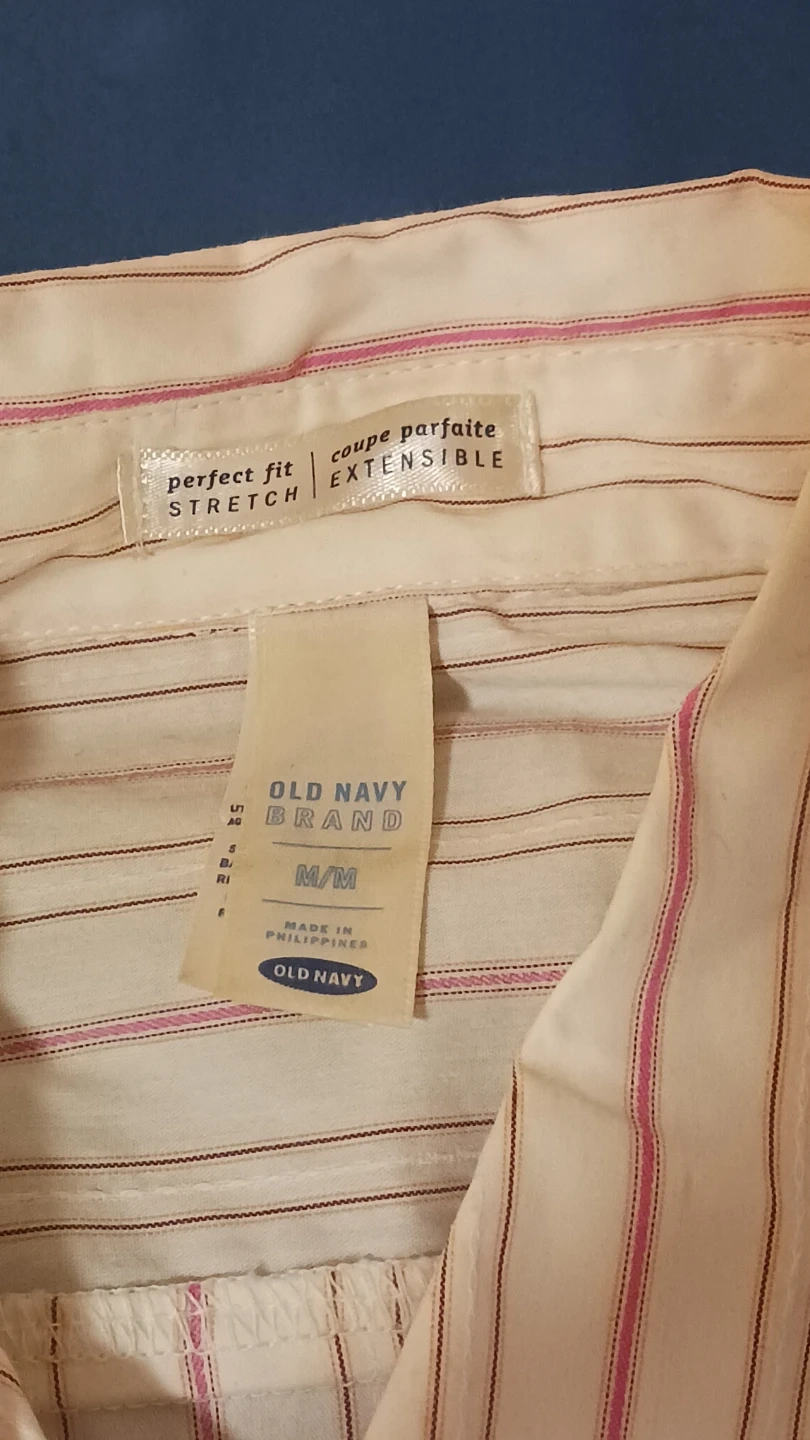 perfect fit | coupe parfaite
STRETCH | EXTENSIBLE
OLD NAVY
BRAND
M/M
MADE IN
PHILIPPINES
OLD NAVY